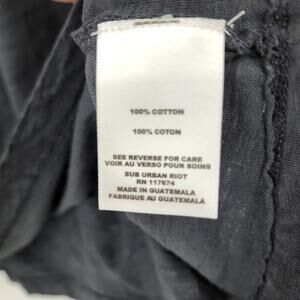 100% COTTON
100% COTON
SEE REVERSE FOR CARE
VOIR AU VERSO POUR SOINS
SUB URBAN RIOT
RN 117674
MADE IN GUATEMALA
FABRIQUE AU GUATEMALA